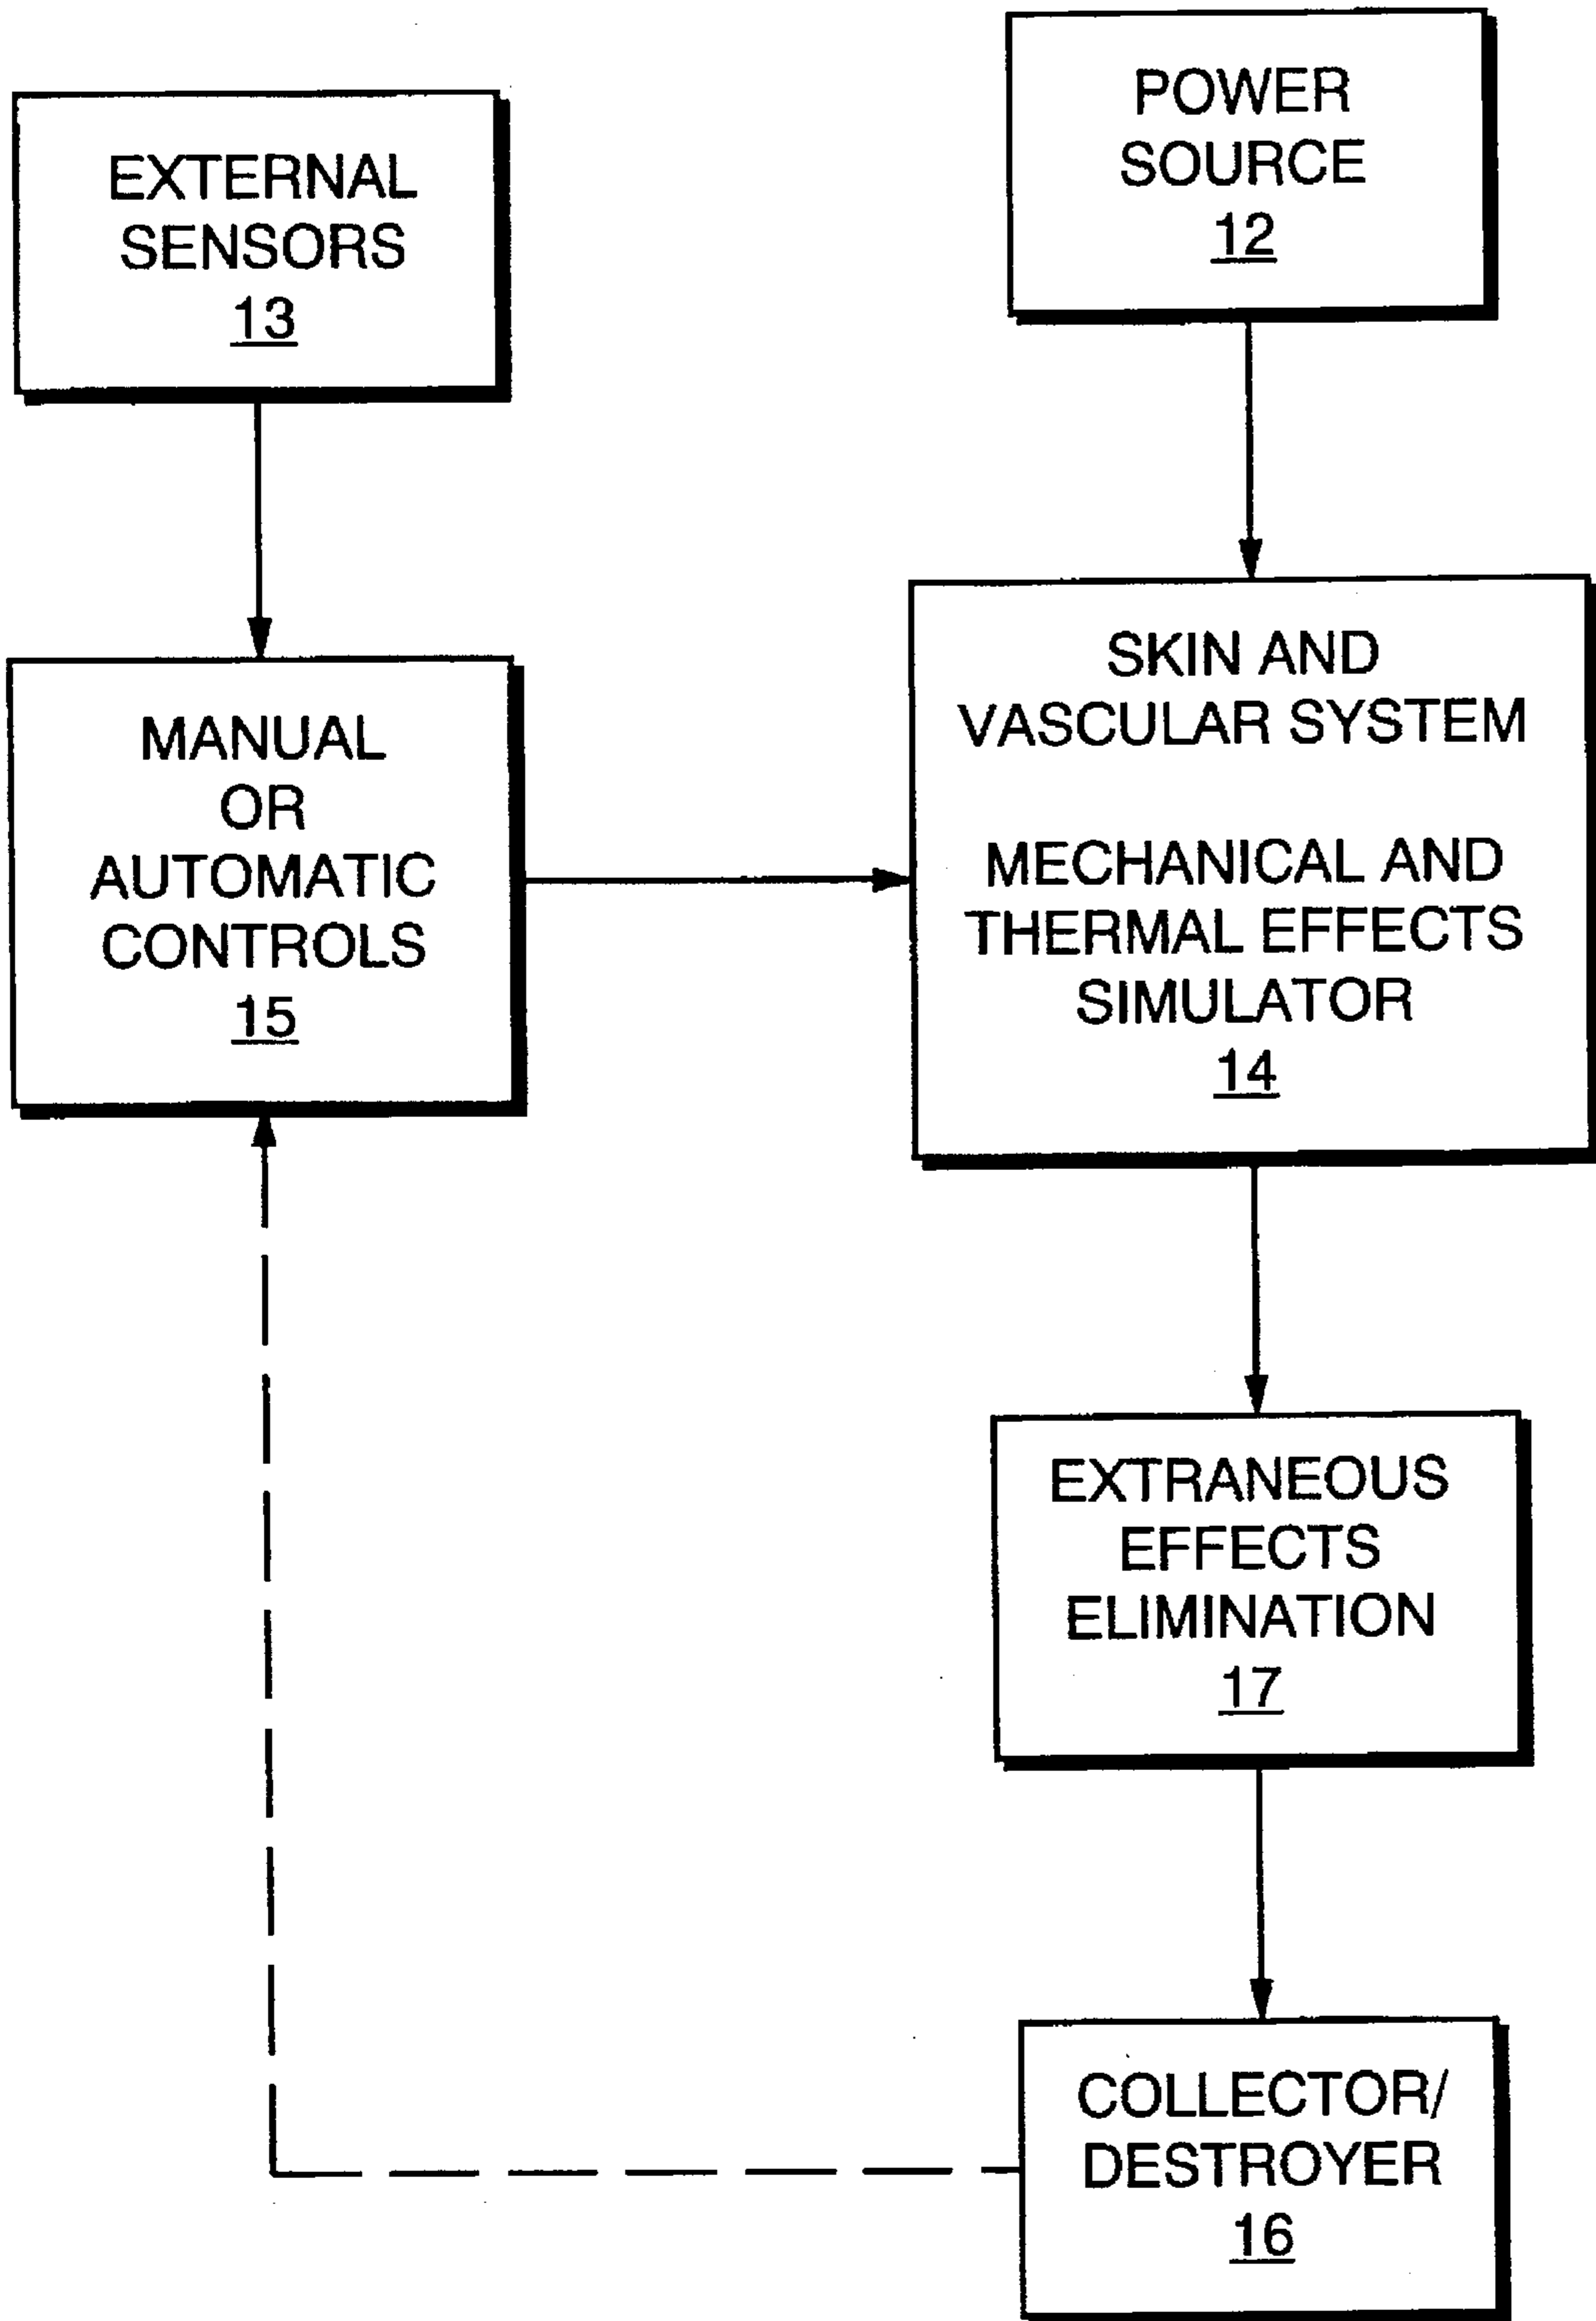 POWER
SOURCE
12
EXTERNAL
SENSORS
13
SKIN AND
VASCULAR SYSTEM
MECHANICAL AND
THERMAL EFFECTS
SIMULATOR
14
MANUAL
OR
AUTOMATIC
CONTROLS
15
EXTRANEOUS
EFFECTS
ELIMINATION
17
COLLECTOR/
DESTROYER
16